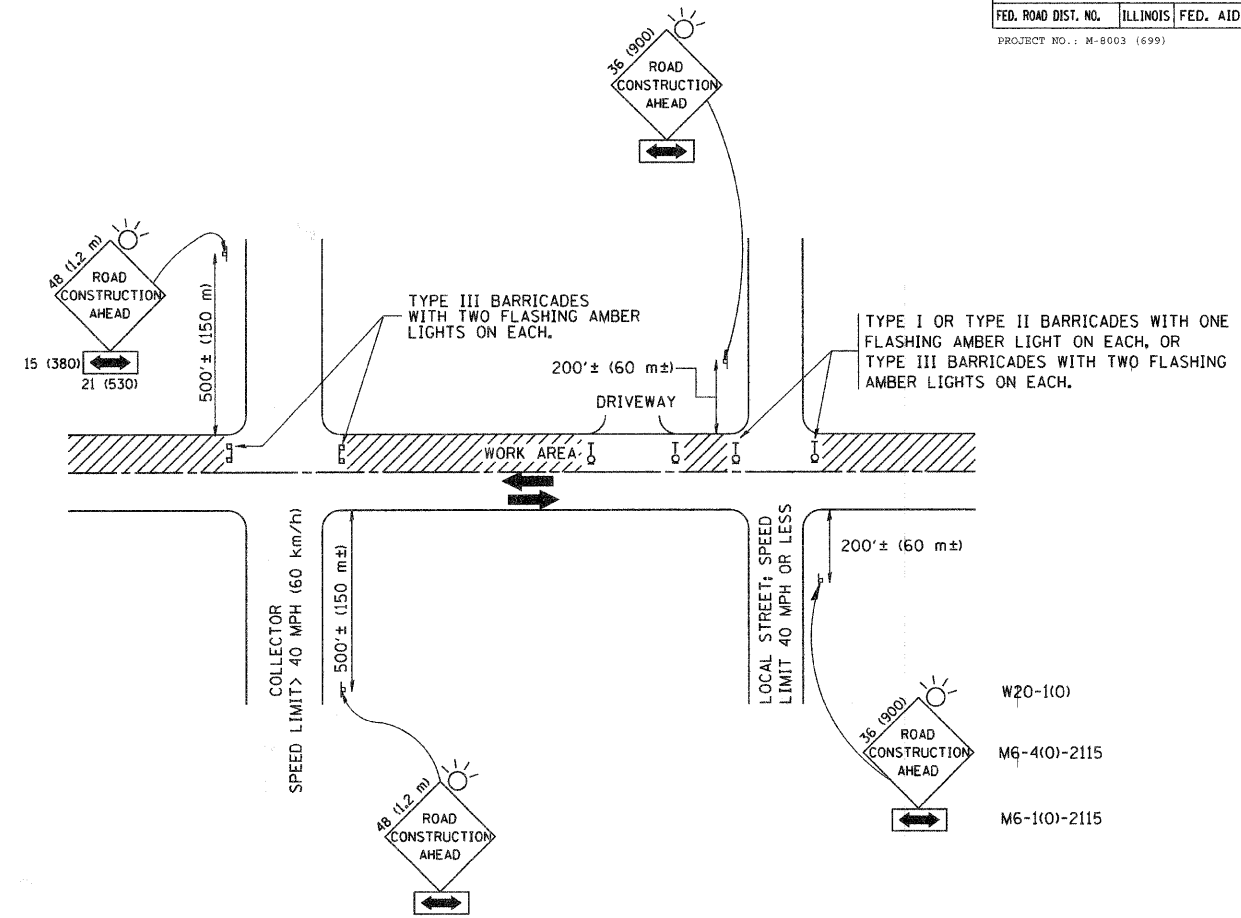 FED. ROAD DIST. NO. ILLINOIS FED. AID
PROJECT NO.: M-8003 (699)
36 (900)
ROAD
CONSTRUCTION
AHEAD
48 (1.2 m)
ROAD
CONSTRUCTION
AHEAD
15 (380)
21 (530)
500'± (150 m)
TYPE III BARRICADES
WITH TWO FLASHING AMBER
LIGHTS ON EACH.
200'± (60 m±)
DRIVEWAY
TYPE I OR TYPE II BARRICADES WITH ONE
FLASHING AMBER LIGHT ON EACH, OR
TYPE III BARRICADES WITH TWO FLASHING
AMBER LIGHTS ON EACH.
WORK AREA
COLLECTOR
SPEED LIMIT> 40 MPH (60 km/h)
500'± (150 m±)
LOCAL STREET; SPEED
LIMIT 40 MPH OR LESS
200'± (60 m±)
48 (1.2 m)
ROAD
CONSTRUCTION
AHEAD
36 (900)
ROAD
CONSTRUCTION
AHEAD
W20-1(O)
M6-4(O)-2115
M6-1(O)-2115